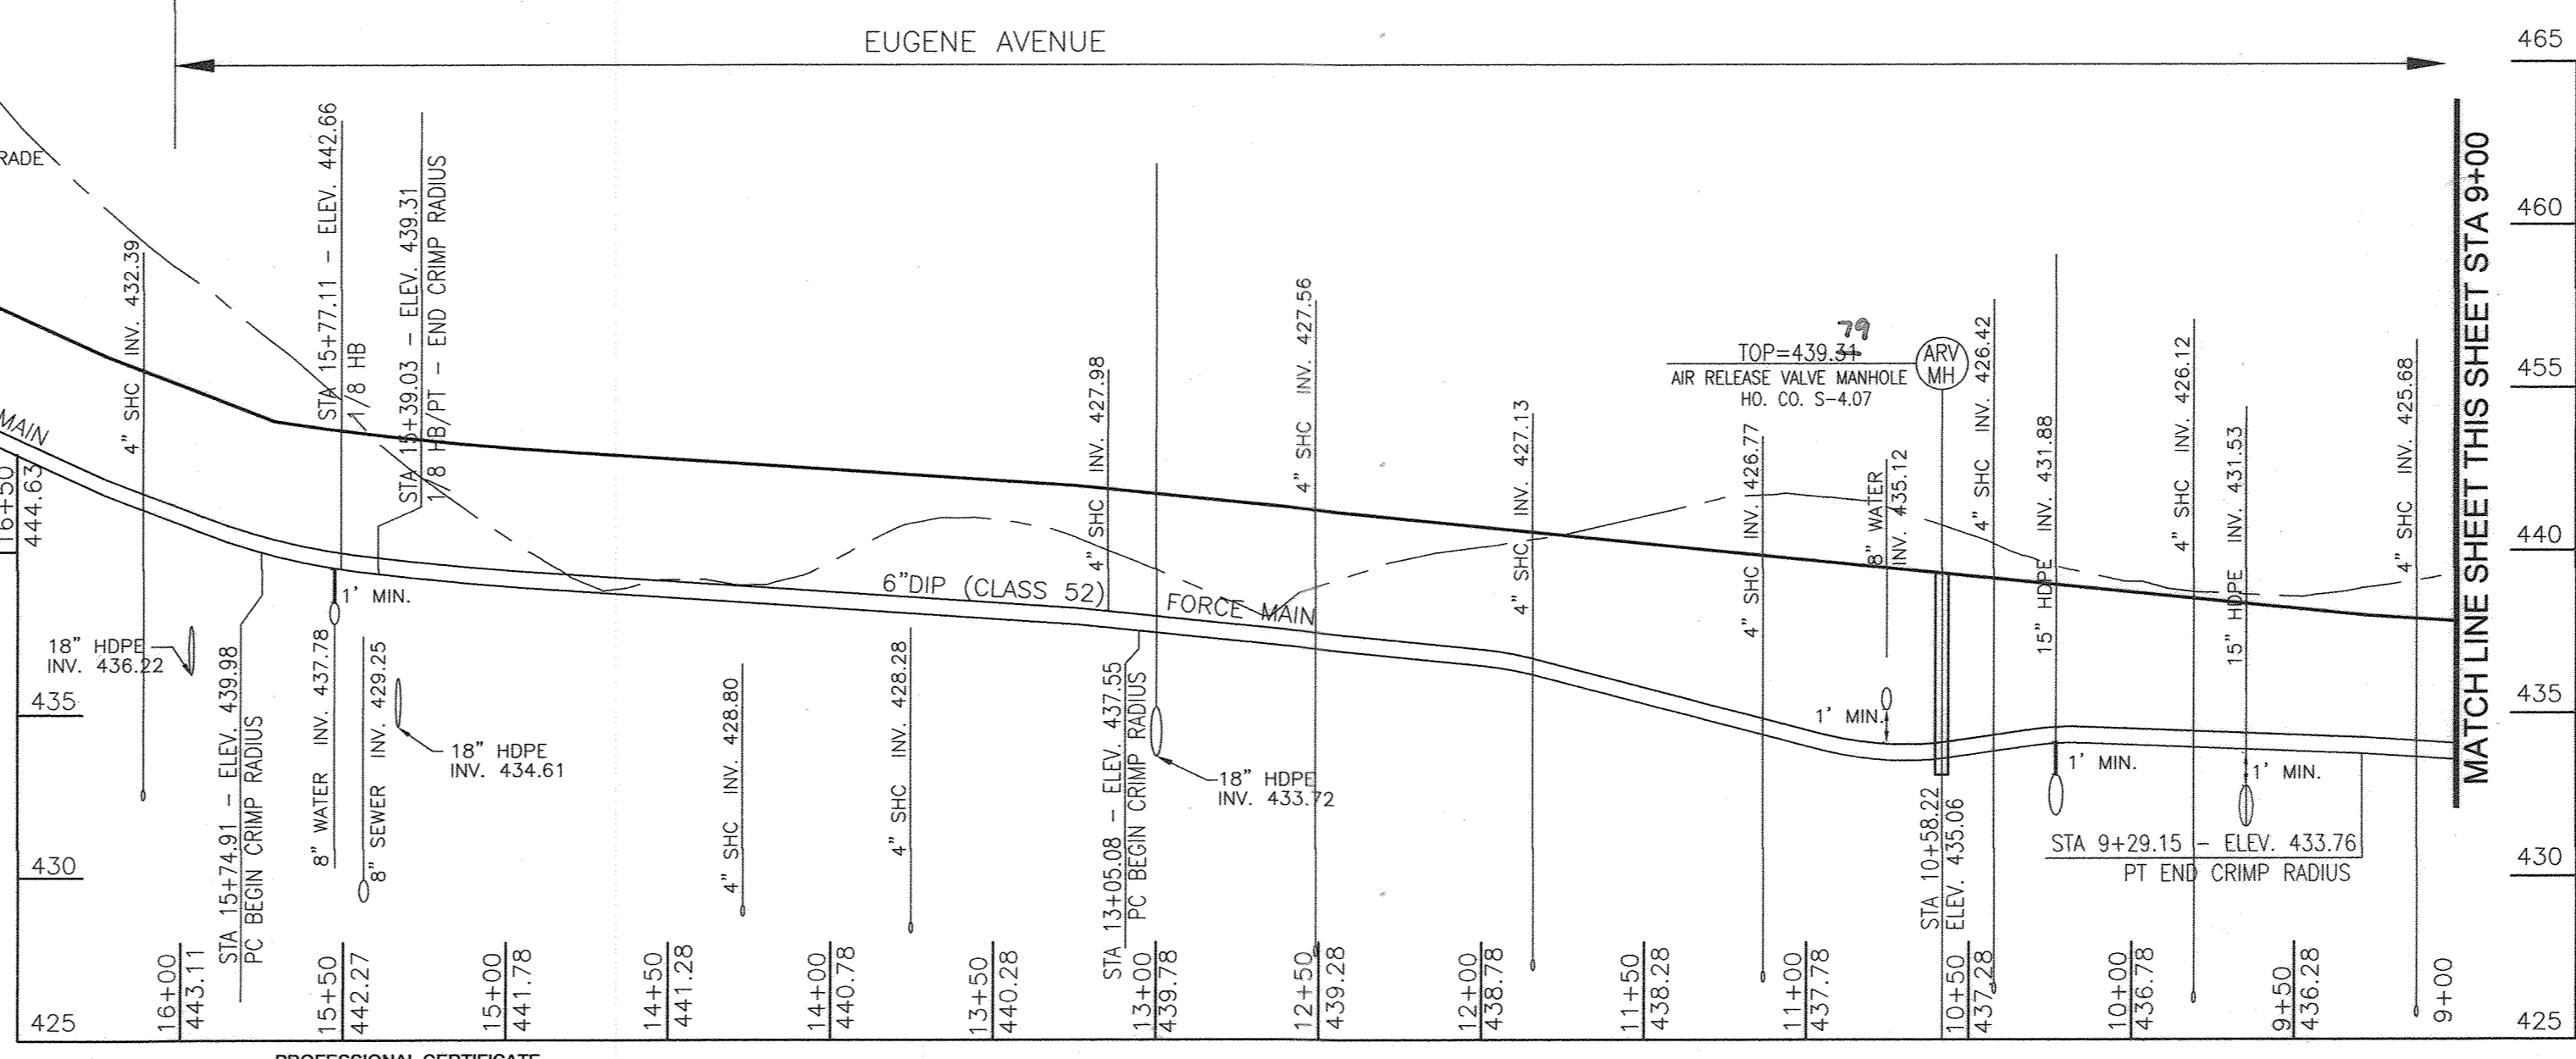 EUGENE AVENUE
465
460
455
440
435
430
425
RADE
MAIN
16+50
444.63
435
430
425
4" SHC INV. 432.39
18" HDPE
INV. 436.22
STA 15+74.91 - ELEV. 439.98
PC BEGIN CRIMP RADIUS
STA 15+77.11 - ELEV. 442.66
1/8 HB
1' MIN.
8" WATER INV. 437.78
8" SEWER INV. 429.25
STA 15+39.03 - ELEV. 439.31
1/8 HB/PT - END CRIMP RADIUS
18" HDPE
INV. 434.61
4" SHC INV. 428.80
4" SHC INV. 428.28
6"DIP (CLASS 52)
FORCE MAIN
4" SHC INV. 427.98
STA 13+05.08 - ELEV. 437.55
PC BEGIN CRIMP RADIUS
18" HDPE
INV. 433.72
4" SHC INV. 427.56
4" SHC INV. 427.13
4" SHC INV. 426.77
79
TOP=439.31
AIR RELEASE VALVE MANHOLE
HO. CO. S-4.07
ARV
MH
8" WATER
INV. 435.12
1' MIN.
STA 10+58.22
ELEV. 435.06
4" SHC INV. 426.42
15" HDPE INV. 431.88
1' MIN.
4" SHC INV. 426.12
15" HDPE INV. 431.53
1' MIN.
STA 9+29.15 - ELEV. 433.76
PT END CRIMP RADIUS
4" SHC INV. 425.68
MATCH LINE SHEET THIS SHEET STA 9+00
16+00
443.11
15+50
442.27
15+00
441.78
14+50
441.28
14+00
440.78
13+50
440.28
13+00
439.78
12+50
439.28
12+00
438.78
11+50
438.28
11+00
437.78
10+50
437.28
10+00
436.78
9+50
436.28
9+00
PROFESSIONAL CERTIFICATE